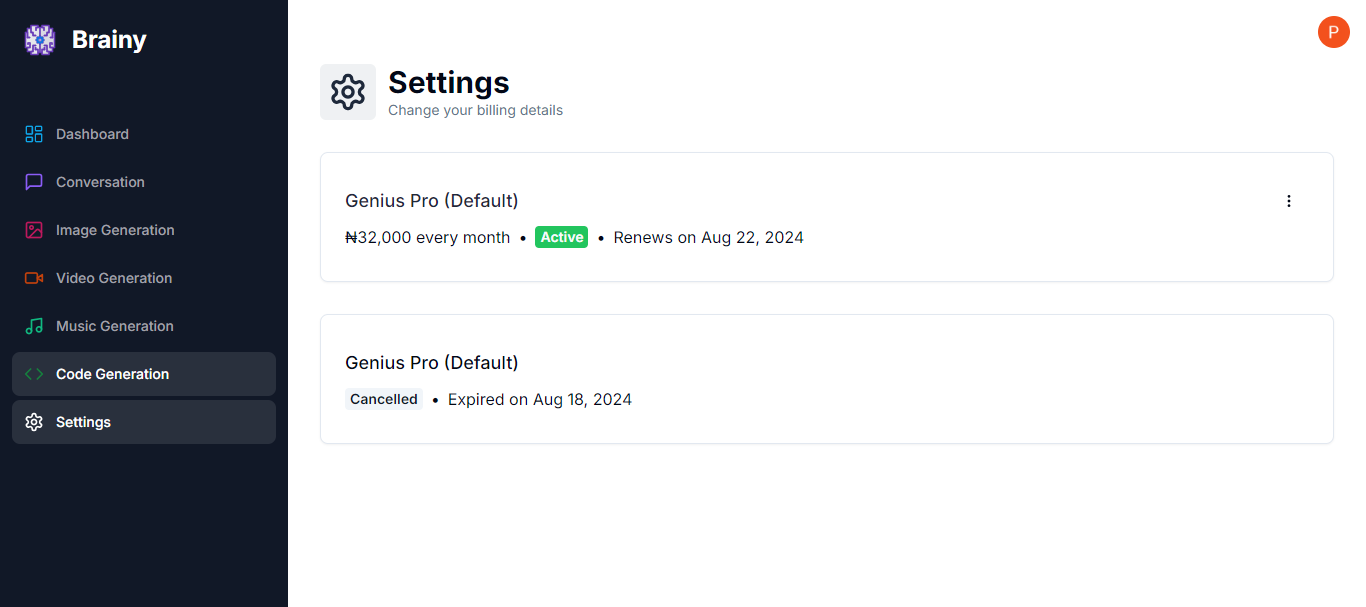 Brainy
Dashboard
Conversation
Image Generation
Video Generation
Music Generation
Code Generation
Settings
P
Settings
Change your billing details
Genius Pro (Default)
₦32,000 every month • Active • Renews on Aug 22, 2024
Genius Pro (Default)
Cancelled • Expired on Aug 18, 2024